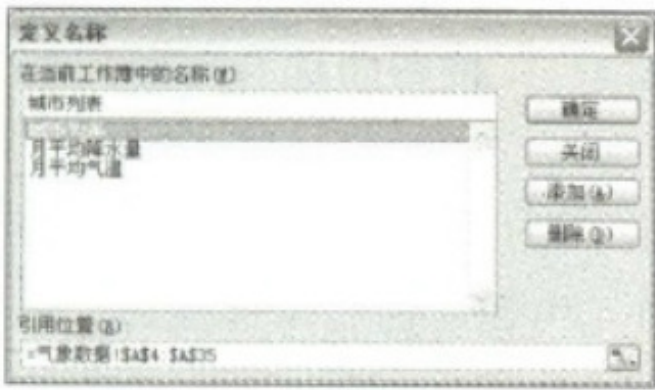 定义名称
在当前工作簿中的名称(W)
城市列表
月平均降水量
月平均气温
确定
关闭
添加(A)
删除(D)
引用位置(R)
=气象数据!$A$4:$A$35